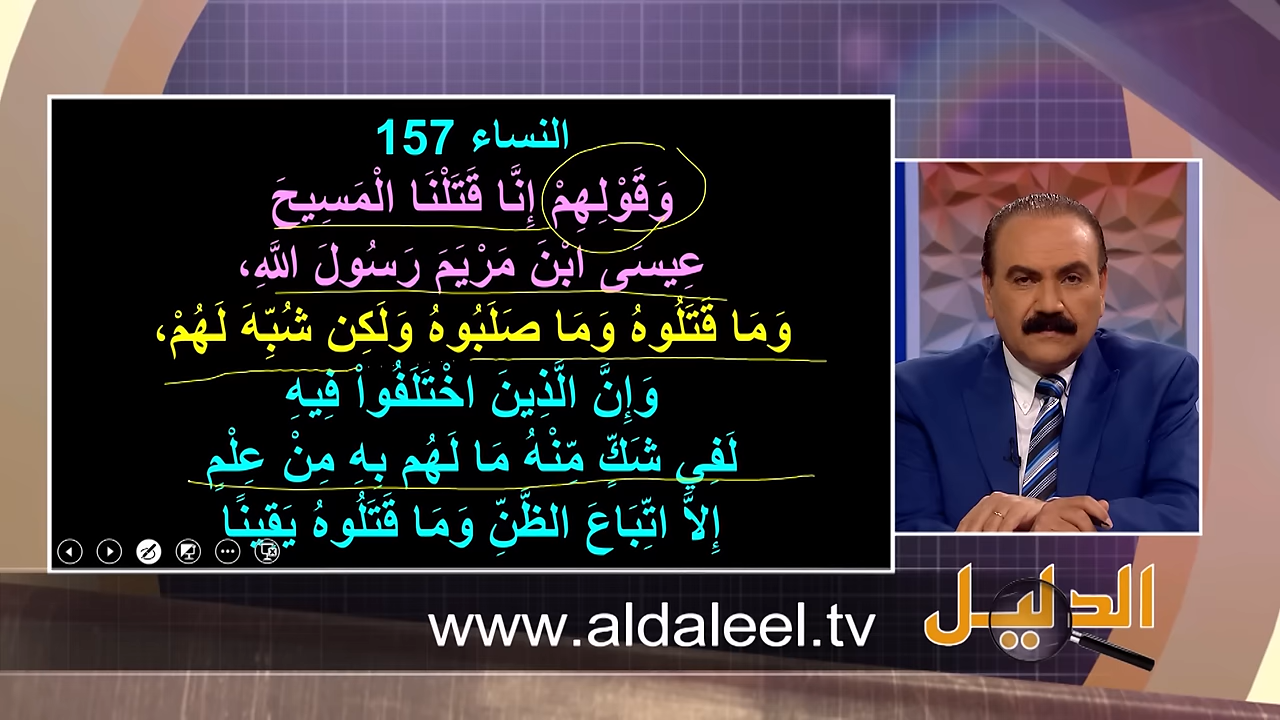 النساء 157
وَقَوْلِهِمْ إِنَّا قَتَلْنَا الْمَسِيحَ
عِيسَى ابْنَ مَرْيَمَ رَسُولَ اللَّهِ،
وَمَا قَتَلُوهُ وَمَا صَلَبُوهُ وَلَكِن شُبِّهَ لَهُمْ،
وَإِنَّ الَّذِينَ اخْتَلَفُواْ فِيهِ
لَفِي شَكٍّ مِّنْهُ مَا لَهُم بِهِ مِنْ عِلْمٍ
إِلاَّ اتِّبَاعَ الظَّنِّ وَمَا قَتَلُوهُ يَقِينًا
www.aldaleel.tv
الدليل